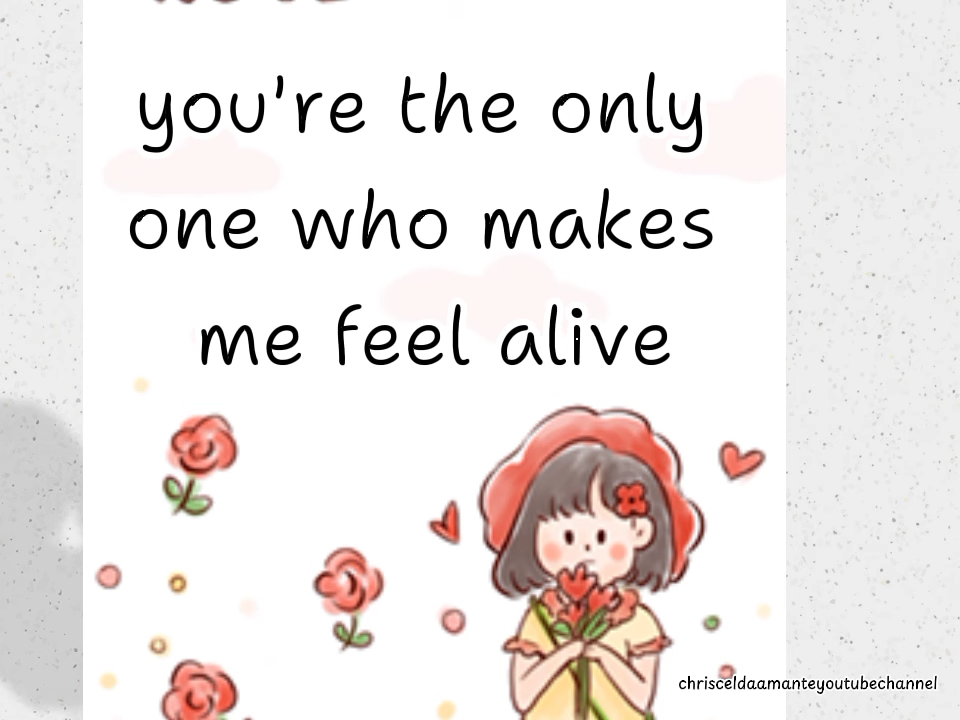 you're the only
one who makes
me feel alive
chrisceldaamanteyoutubechannel